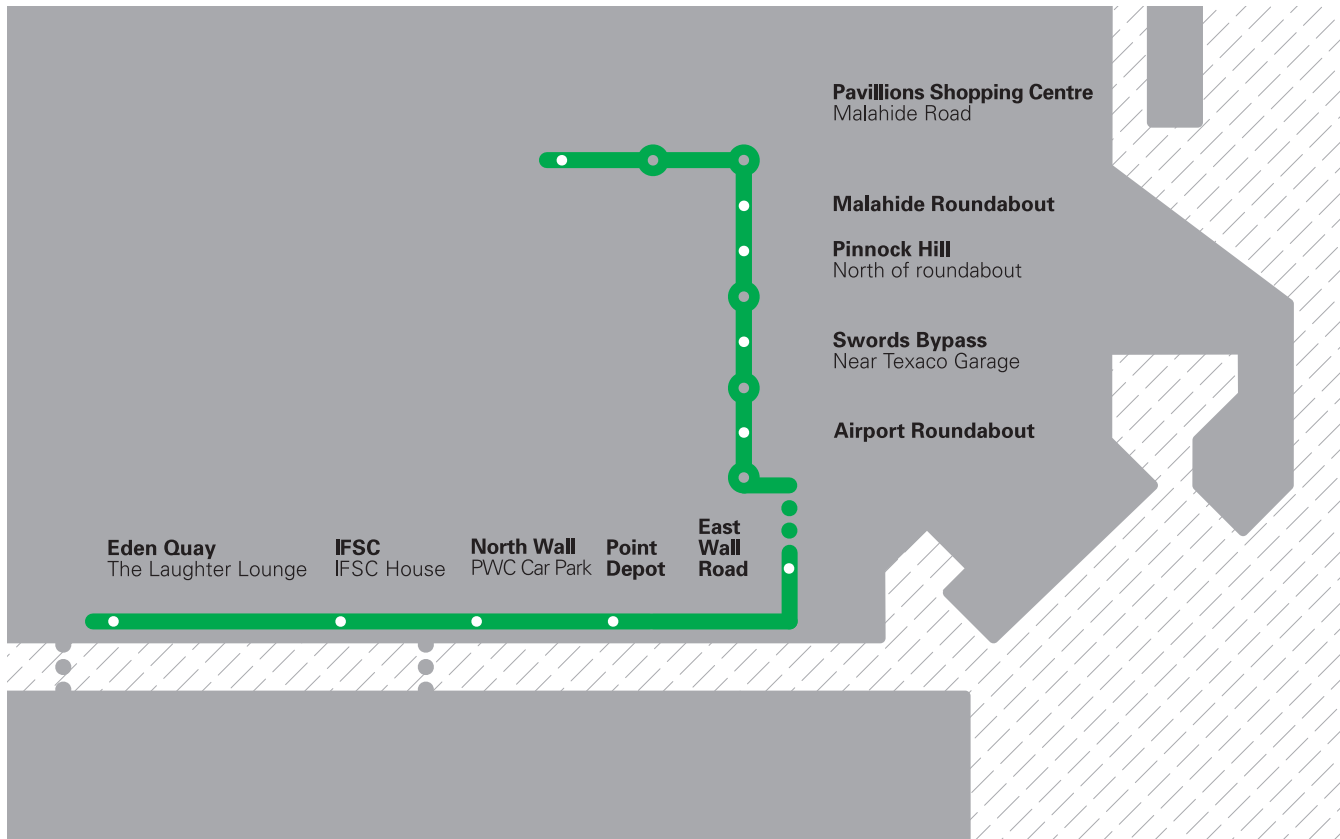 Pavillions Shopping Centre
Malahide Road
Malahide Roundabout
Pinnock Hill
North of roundabout
Swords Bypass
Near Texaco Garage
Airport Roundabout
Eden Quay
The Laughter Lounge
IFSC
IFSC House
North Wall
PWC Car Park
Point
Depot
East
Wall
Road